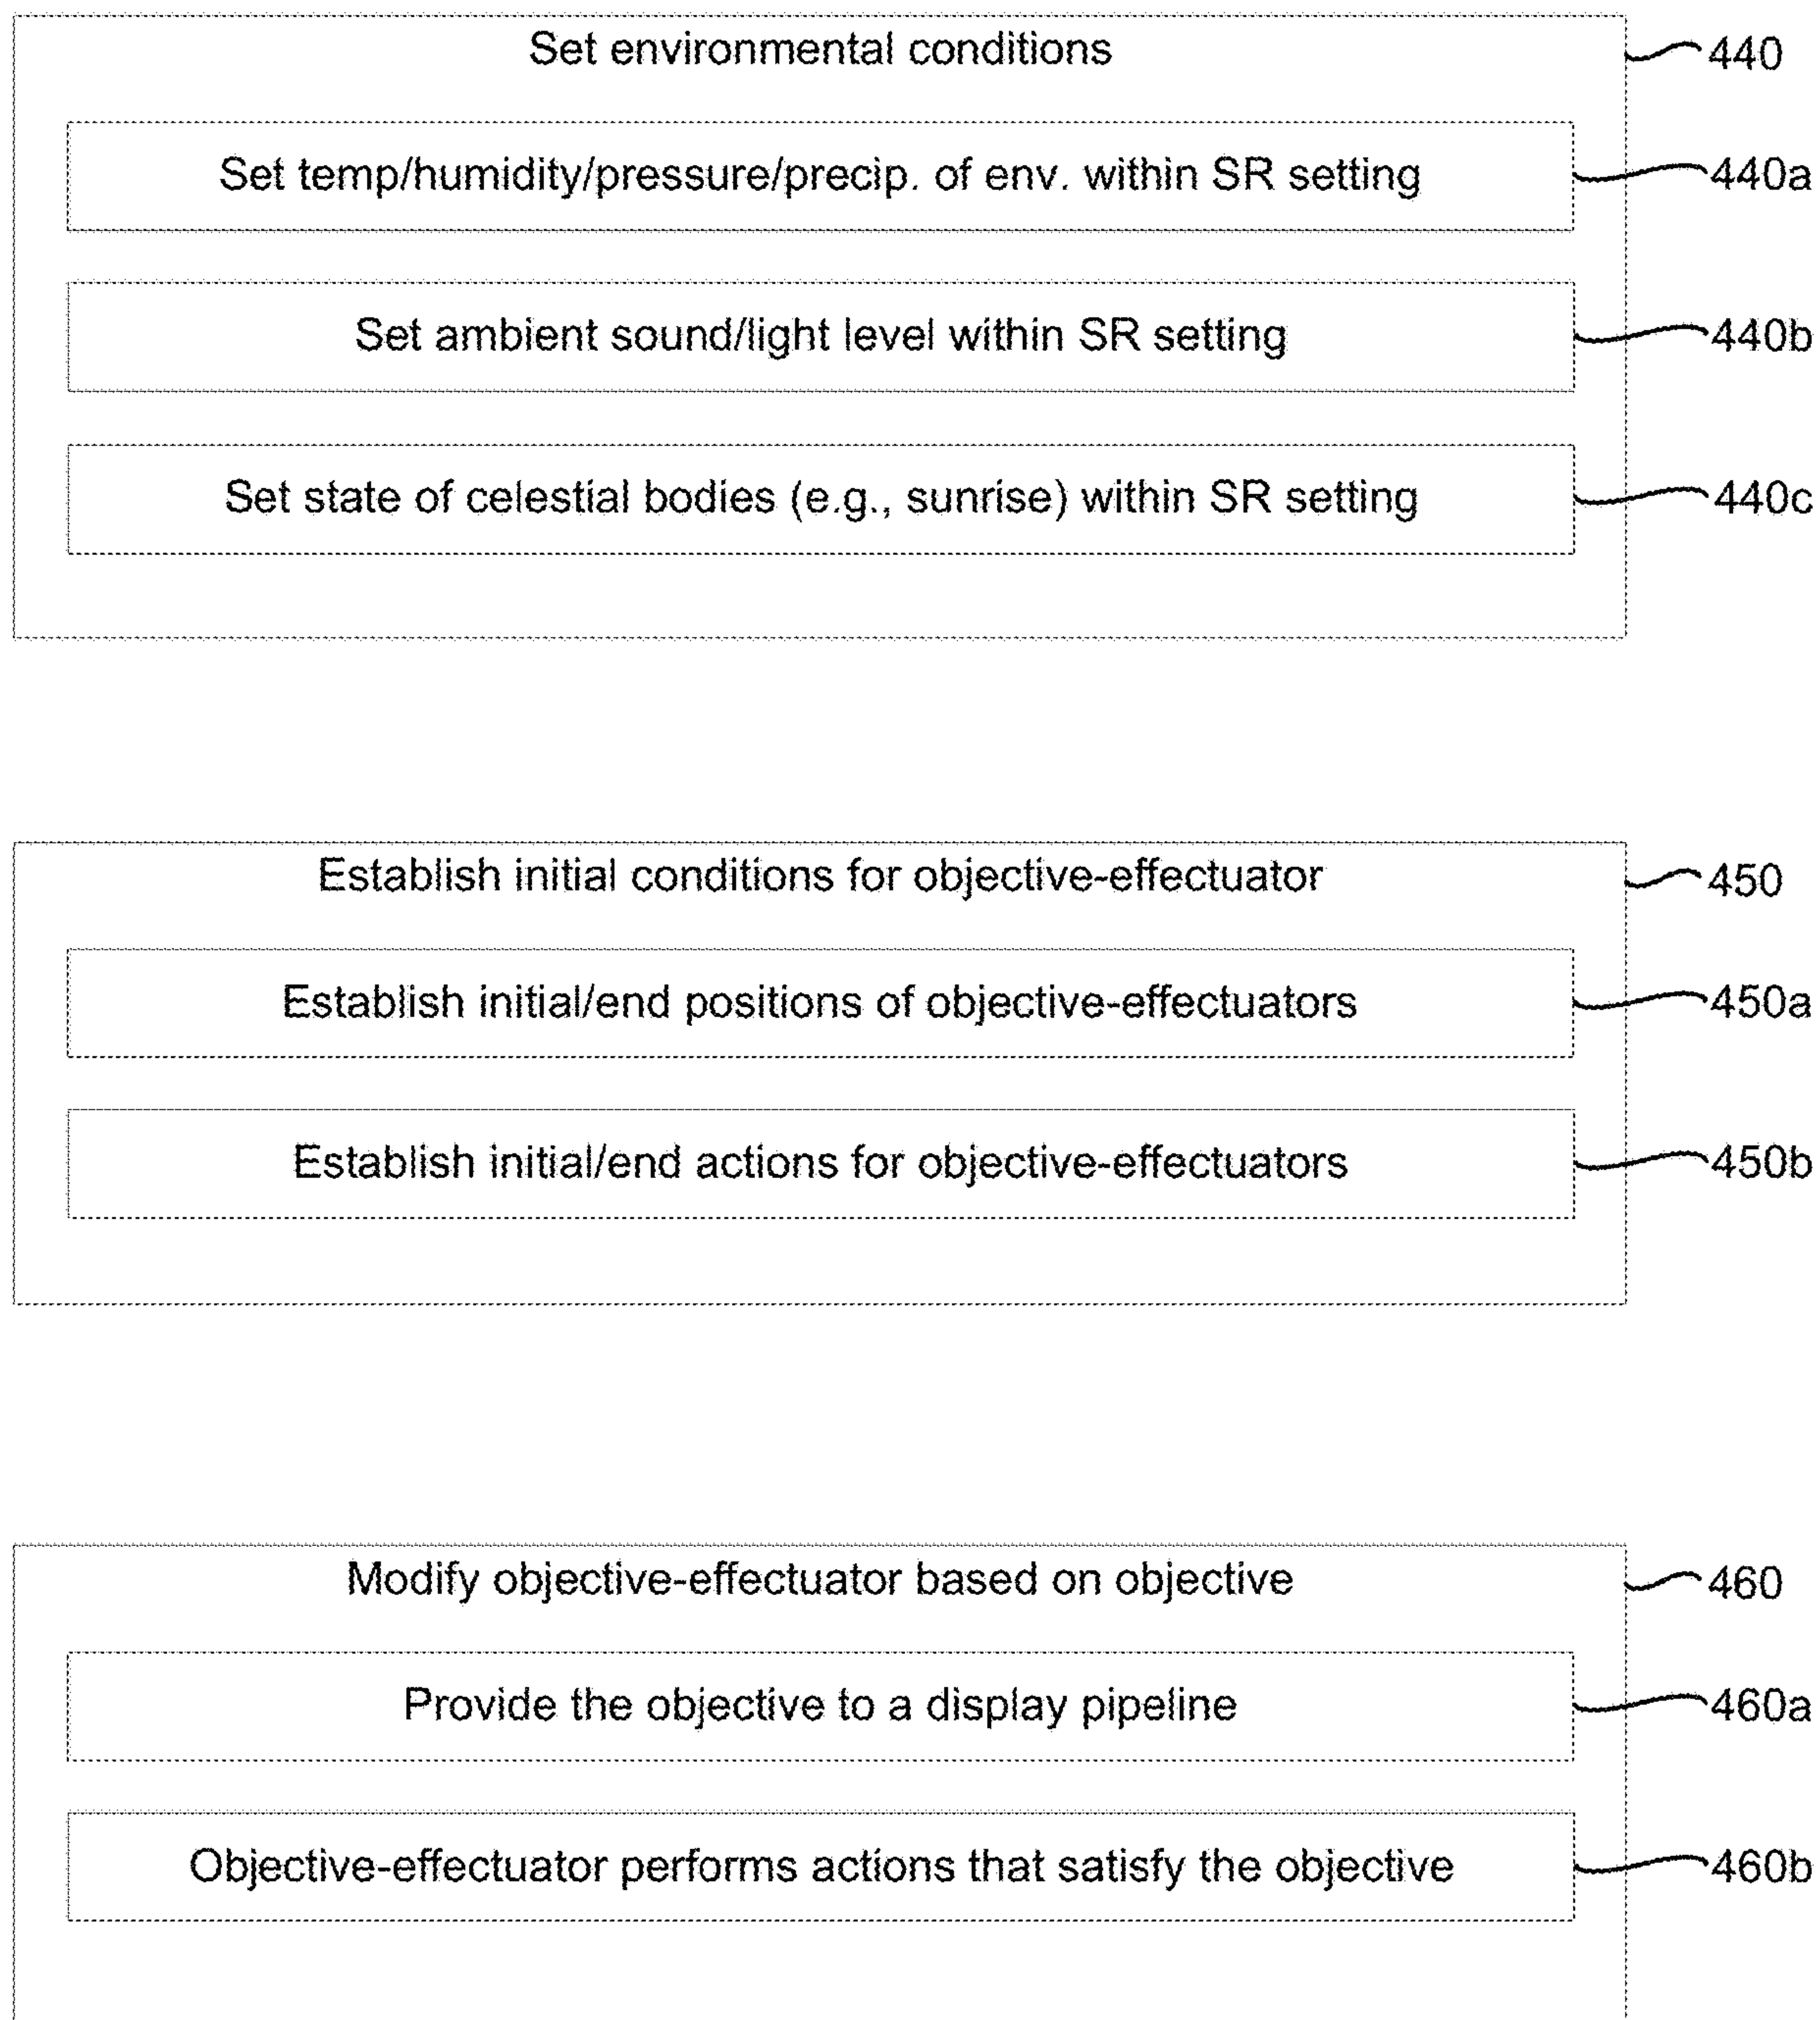 Set environmental conditions
440
Set temp/humidity/pressure/precip. of env. within SR setting
440a
Set ambient sound/light level within SR setting
440b
Set state of celestial bodies (e.g., sunrise) within SR setting
440c
Establish initial conditions for objective-effectuator
450
Establish initial/end positions of objective-effectuators
450a
Establish initial/end actions for objective-effectuators
450b
Modify objective-effectuator based on objective
460
Provide the objective to a display pipeline
460a
Objective-effectuator performs actions that satisfy the objective
460b